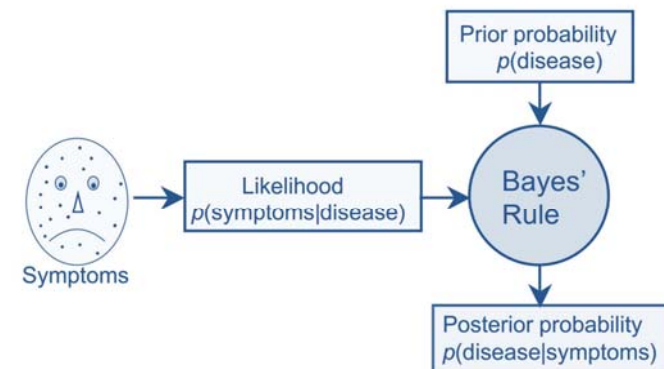 Prior probability
p(disease)
Likelihood
p(symptoms|disease)
Bayes’
Rule
Symptoms
Posterior probability
p(disease|symptoms)